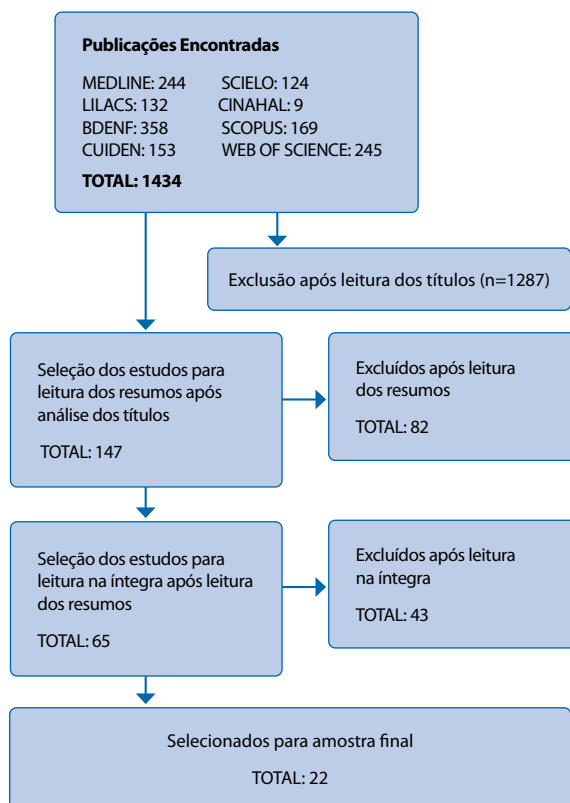 Publicações Encontradas
MEDLINE: 244 SCIELO: 124
LILACS: 132 CINAHAL: 9
BDENF: 358 SCOPUS: 169
CUIDEN: 153 WEB OF SCIENCE: 245
TOTAL: 1434
Exclusão após leitura dos títulos (n=1287)
Seleção dos estudos para
leitura dos resumos após
análise dos títulos
TOTAL: 147
Excluídos após leitura
dos resumos
TOTAL: 82
Seleção dos estudos para
leitura na íntegra após leitura
dos resumos
TOTAL: 65
Excluídos após leitura
na íntegra
TOTAL: 43
Selecionados para amostra final
TOTAL: 22